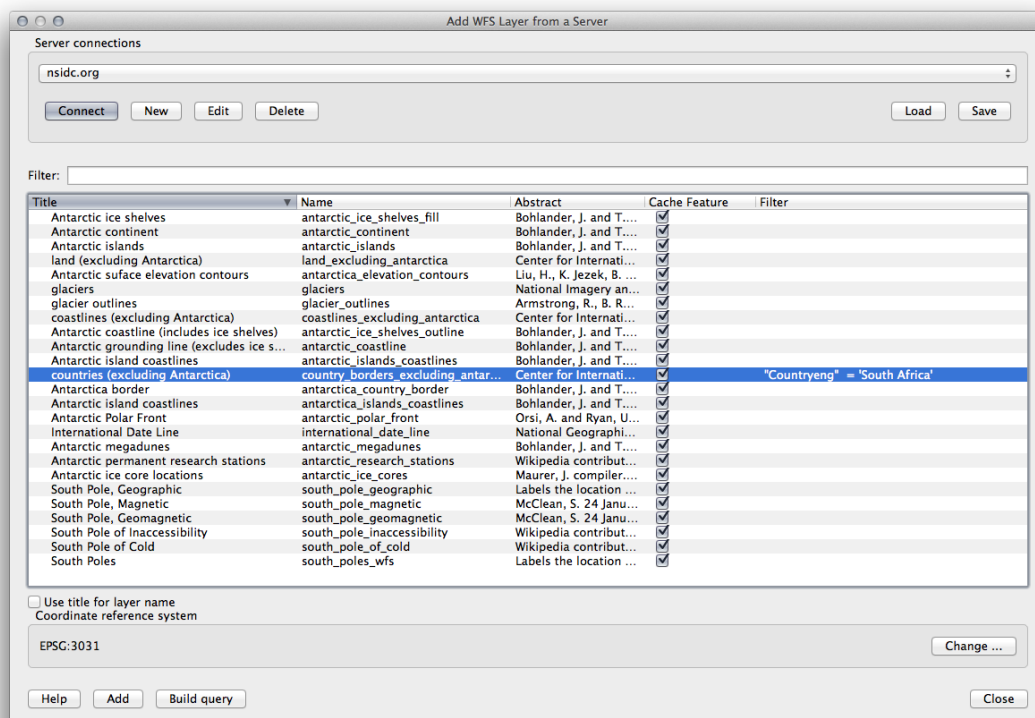 Add WFS Layer from a Server
Server connections
nsidc.org
Connect New Edit Delete Load Save
Filter:
Title Name Abstract Cache Feature Filter
Antarctic ice shelves antarctic_ice_shelves_fill Bohlander, J. and T....
Antarctic continent antarctic_continent Bohlander, J. and T....
Antarctic islands antarctic_islands Bohlander, J. and T....
land (excluding Antarctica) land_excluding_antarctica Center for Internati...
Antarctic suface elevation contours antarctica_elevation_contours Liu, H., K. Jezek, B. ...
glaciers glaciers National Imagery an...
glacier outlines glacier_outlines Armstrong, R., B. R...
coastlines (excluding Antarctica) coastlines_excluding_antarctica Center for Internati...
Antarctic coastline (includes ice shelves) antarctic_ice_shelves_outline Bohlander, J. and T....
Antarctic grounding line (excludes ice s... antarctic_coastline Bohlander, J. and T....
Antarctic island coastlines antarctic_islands_coastlines Bohlander, J. and T....
countries (excluding Antarctica) country_borders_excluding_antar... Center for Internati... "Countryeng" = 'South Africa'
Antarctica border antarctica_country_border Bohlander, J. and T....
Antarctic island coastlines antarctica_islands_coastlines Bohlander, J. and T....
Antarctic Polar Front antarctic_polar_front Orsi, A. and Ryan, U...
International Date Line international_date_line National Geographi...
Antarctic megadunes antarctic_megadunes Bohlander, J. and T....
Antarctic permanent research stations antarctic_research_stations Wikipedia contribut...
Antarctic ice core locations antarctic_ice_cores Maurer, J. compiler....
South Pole, Geographic south_pole_geographic Labels the location ...
South Pole, Magnetic south_pole_magnetic McClean, S. 24 Janu...
South Pole, Geomagnetic south_pole_geomagnetic McClean, S. 24 Janu...
South Pole of Inaccessibility south_pole_inaccessibility Wikipedia contribut...
South Pole of Cold south_pole_of_cold Wikipedia contribut...
South Poles south_poles_wfs Labels the location ...
Use title for layer name
Coordinate reference system
EPSG:3031 Change ...
Help Add Build query Close